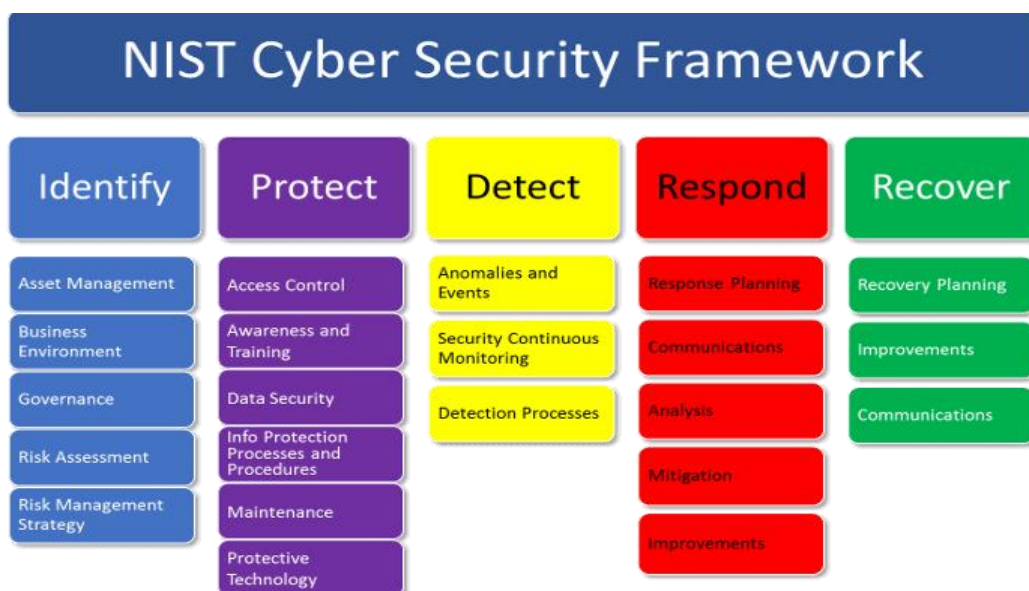 NIST Cyber Security Framework
Identify
Asset Management
Business
Environment
Governance
Risk Assessment
Risk Management
Strategy
Protect
Access Control
Awareness and
Training
Data Security
Info Protection
Processes and
Procedures
Maintenance
Protective
Technology
Detect
Anomalies and
Events
Security Continuous
Monitoring
Detection Processes
Respond
Response Planning
Communications
Analysis
Mitigation
Improvements
Recover
Recovery Planning
Improvements
Communications